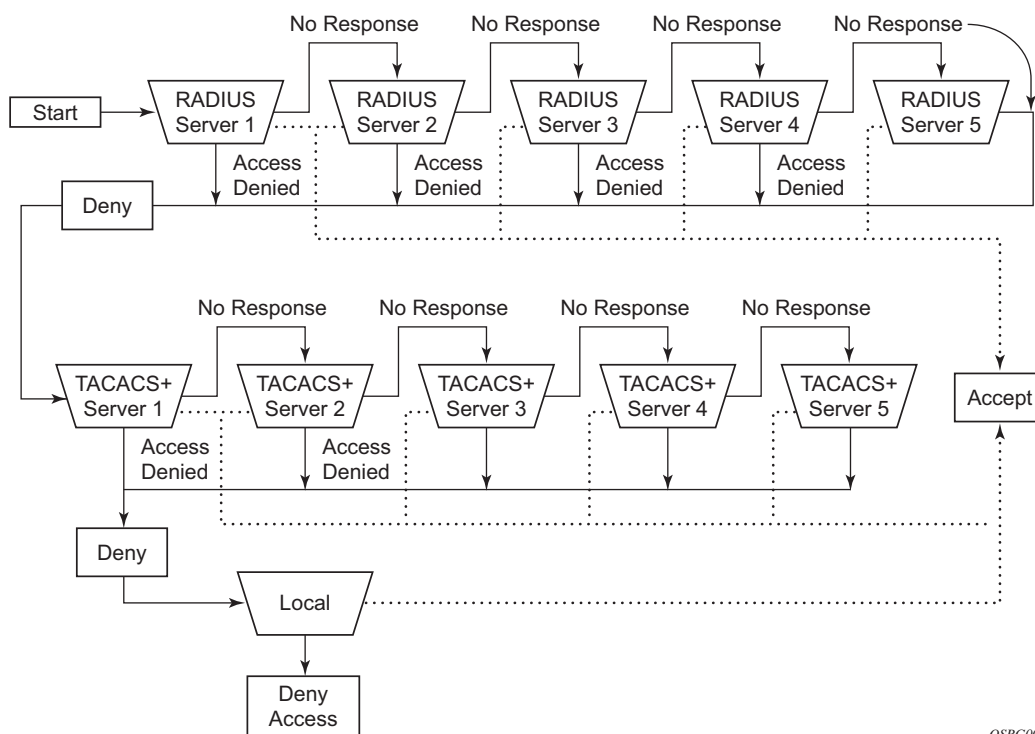 No Response
No Response
No Response
No Response
No Response
Start
RADIUS
Server 1
RADIUS
Server 2
RADIUS
Server 3
RADIUS
Server 4
RADIUS
Server 5
Access
Denied
Access
Denied
Access
Denied
Access
Denied
Deny
No Response
No Response
No Response
No Response
TACACS+
Server 1
TACACS+
Server 2
TACACS+
Server 3
TACACS+
Server 4
TACACS+
Server 5
Accept
Access
Denied
Access
Denied
Deny
Local
Deny
Access